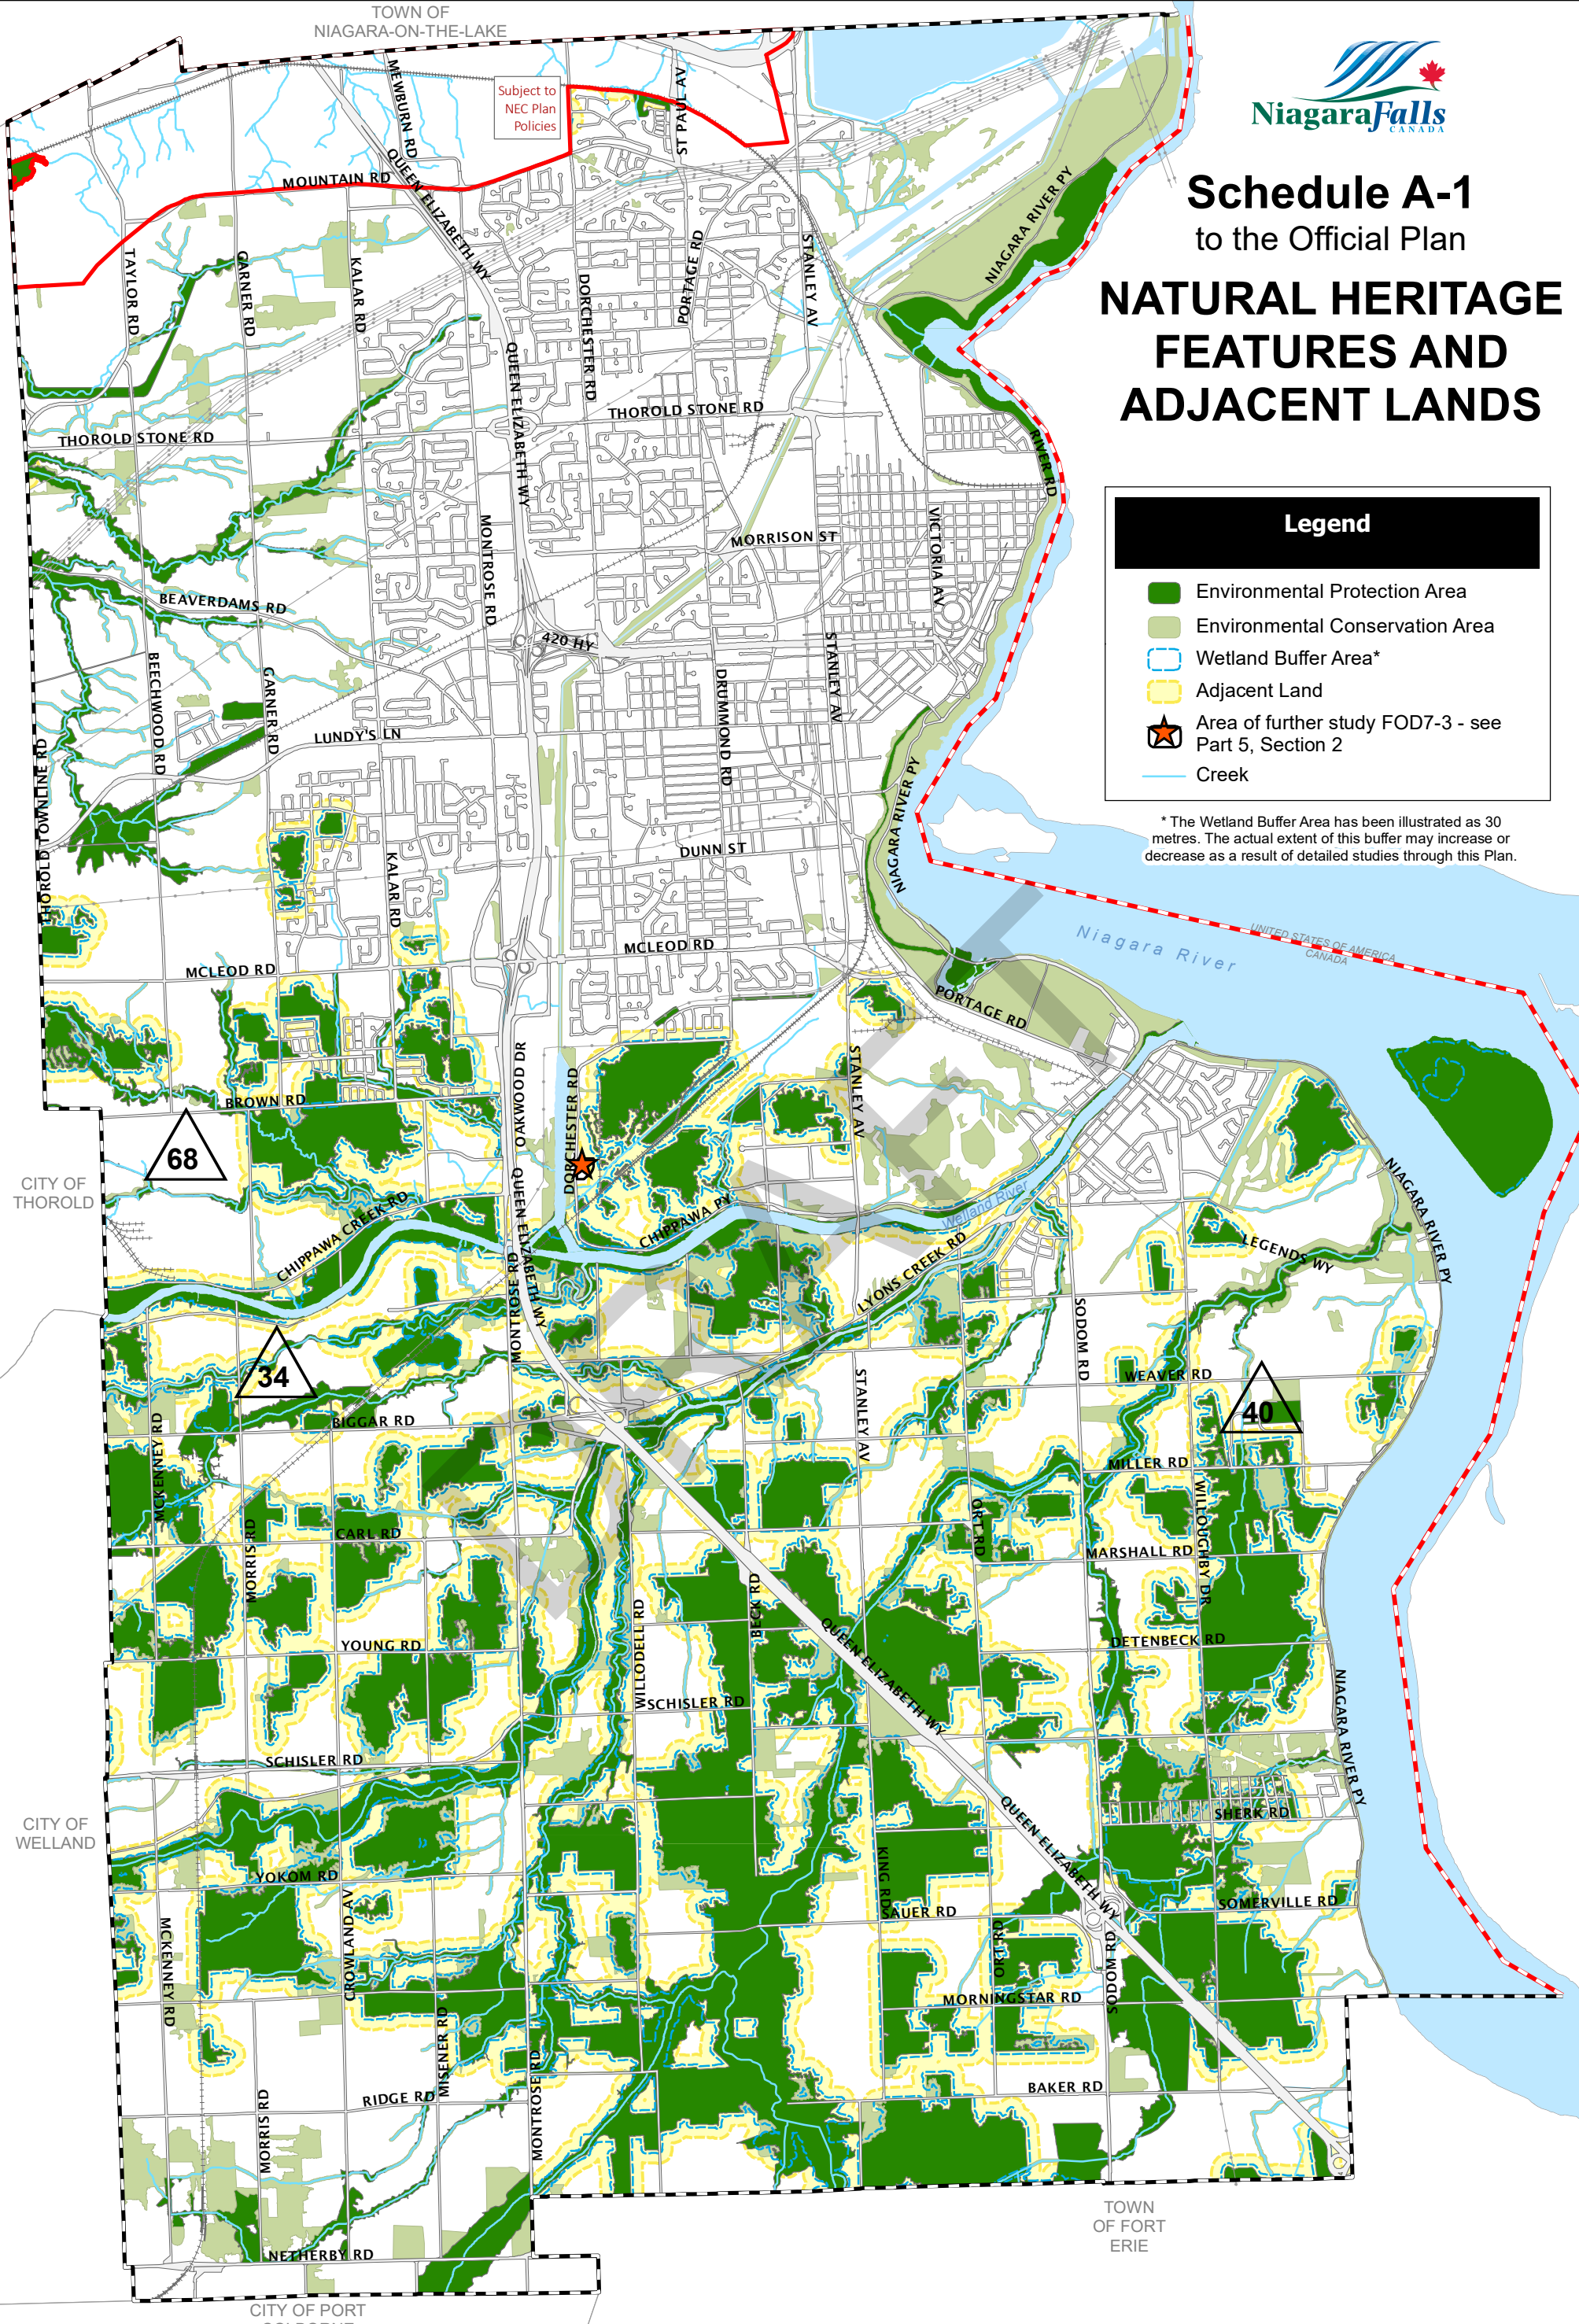 TOWN OF
NIAGARA-ON-THE-LAKE
NiagaraFalls
CANADA
Schedule A-1
to the Official Plan
NATURAL HERITAGE
FEATURES AND
ADJACENT LANDS
Legend
Environmental Protection Area
Environmental Conservation Area
Wetland Buffer Area*
Adjacent Land
Area of further study FOD7-3 - see
Part 5, Section 2
Creek
* The Wetland Buffer Area has been illustrated as 30
metres. The actual extent of this buffer may increase or
decrease as a result of detailed studies through this Plan.
Subject to
NEC Plan
Policies
MEWBURN RD
ST PAUL AV
MOUNTAIN RD
QUEEN ELIZABETH WY
NIAGARA RIVER PY
TAYLOR RD
GARNER RD
KALAR RD
DORCHESTER RD
PORTAGE RD
STANLEY AV
QUEEN ELIZABETH WY
THOROLD STONE RD
THOROLD STONE RD
RIVER RD
MONTROSE RD
MORRISON ST
VICTORIA AV
BEAVERDAMS RD
420 HY
BEECHWOOD RD
GARNER RD
DRUMMOND RD
STANLEY AV
LUNDY'S LN
THOROLD TOWNLINE RD
NIAGARA RIVER PY
DUNN ST
KALAR RD
MCLEOD RD
MCLEOD RD
Niagara River
UNITED STATES OF AMERICA
CANADA
PORTAGE RD
OAKWOOD DR
DORCHESTER RD
STANLEY AV
BROWN RD
68
CITY OF
THOROLD
CHIPPAWA CREEK RD
QUEEN ELIZABETH WY
CHIPPAWA PY
Welland River
NIAGARA RIVER PY
LEGENDS WY
LYONS CREEK RD
MONTROSE RD
SODOM RD
34
WEAVER RD
40
STANLEY AV
BIGGAR RD
MCKENNEY RD
MILLER RD
WILLOUGHBY DR
ORT RD
CARL RD
MORRIS RD
MARSHALL RD
BECK RD
WILLODELL RD
QUEEN ELIZABETH WY
YOUNG RD
DETENBECK RD
NIAGARA RIVER PY
SCHISLER RD
SCHISLER RD
QUEEN ELIZABETH WY
SHERK RD
CITY OF
WELLAND
YOKOM RD
KING RD
SAUER RD
SOMERVILLE RD
CROWLAND AV
MCKENNEY RD
ORT RD
SODOM RD
MORNINGSTAR RD
MISENER RD
MONTROSE RD
MORRIS RD
RIDGE RD
BAKER RD
TOWN
OF FORT
ERIE
NETHERBY RD
CITY OF PORT
DRAFT